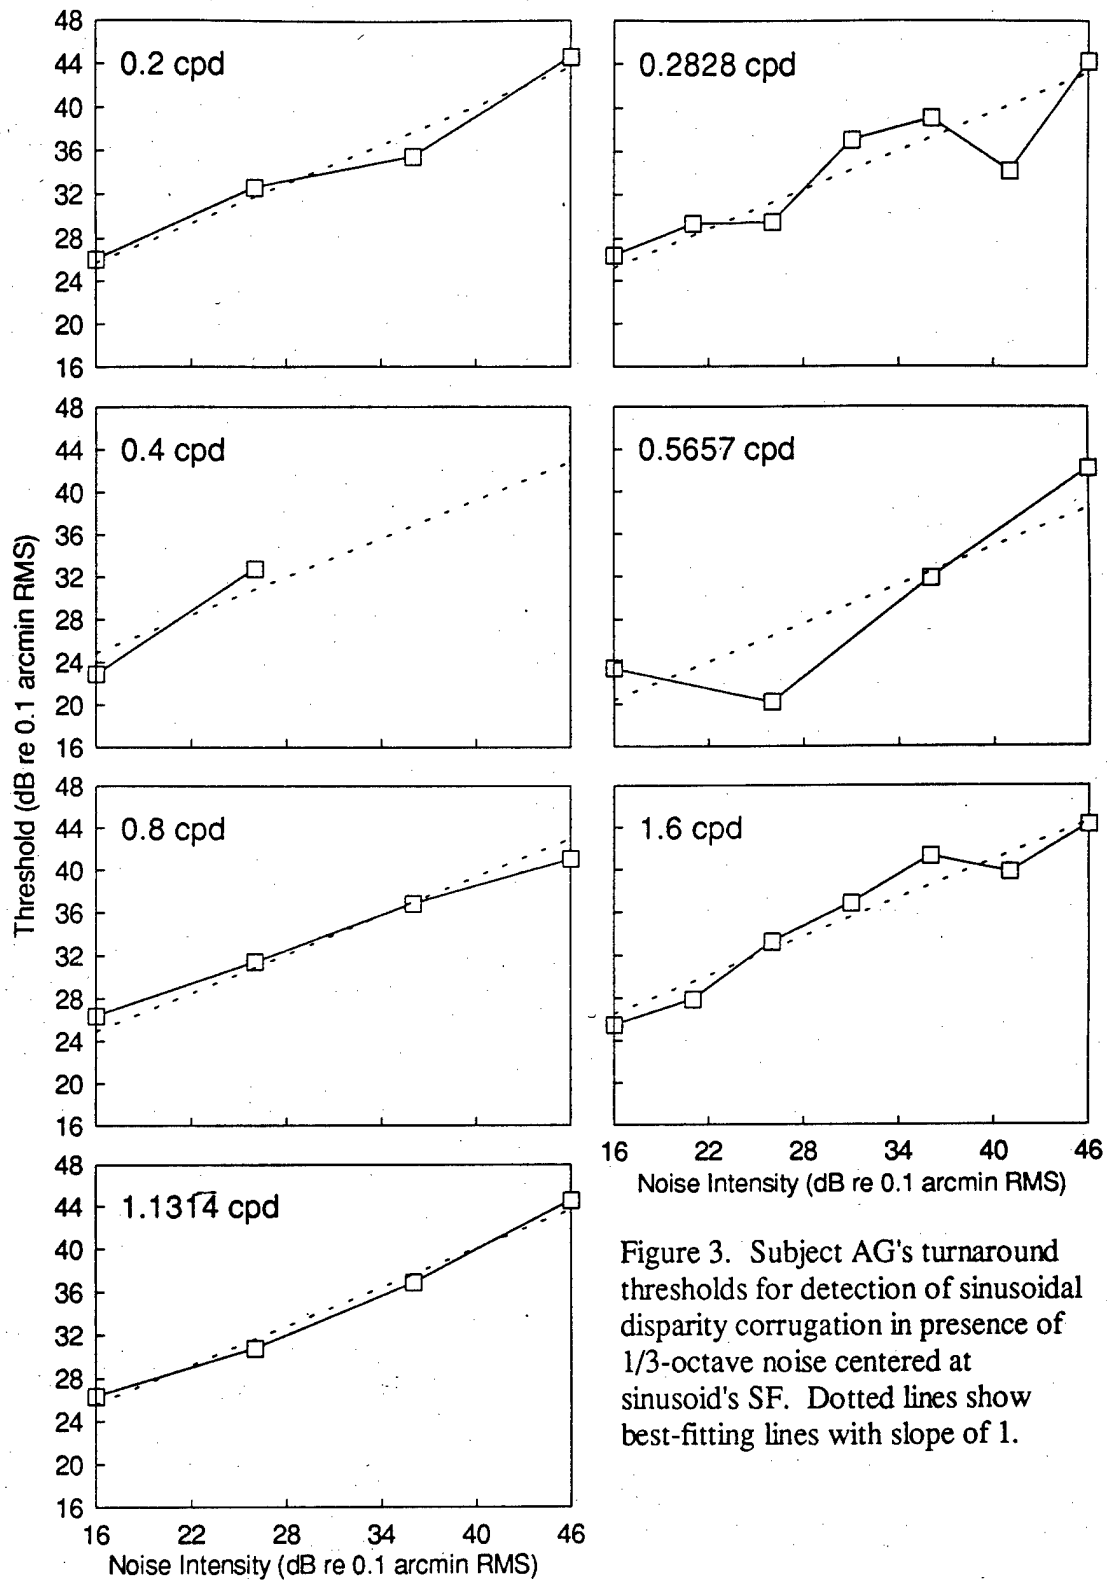 48
44
40
36
32
28
24
20
16
0.2 cpd
0.2828 cpd
48
44
40
36
32
28
24
20
16
0.4 cpd
0.5657 cpd
Threshold (dB re 0.1 arcmin RMS)
48
44
40
36
32
28
24
20
16
0.8 cpd
1.6 cpd
16 22 28 34 40 46
Noise Intensity (dB re 0.1 arcmin RMS)
48
44
40
36
32
28
24
20
16
1.1314 cpd
16 22 28 34 40 46
Noise Intensity (dB re 0.1 arcmin RMS)
Figure 3. Subject AG's turnaround
thresholds for detection of sinusoidal
disparity corrugation in presence of
1/3-octave noise centered at
sinusoid's SF. Dotted lines show
best-fitting lines with slope of 1.